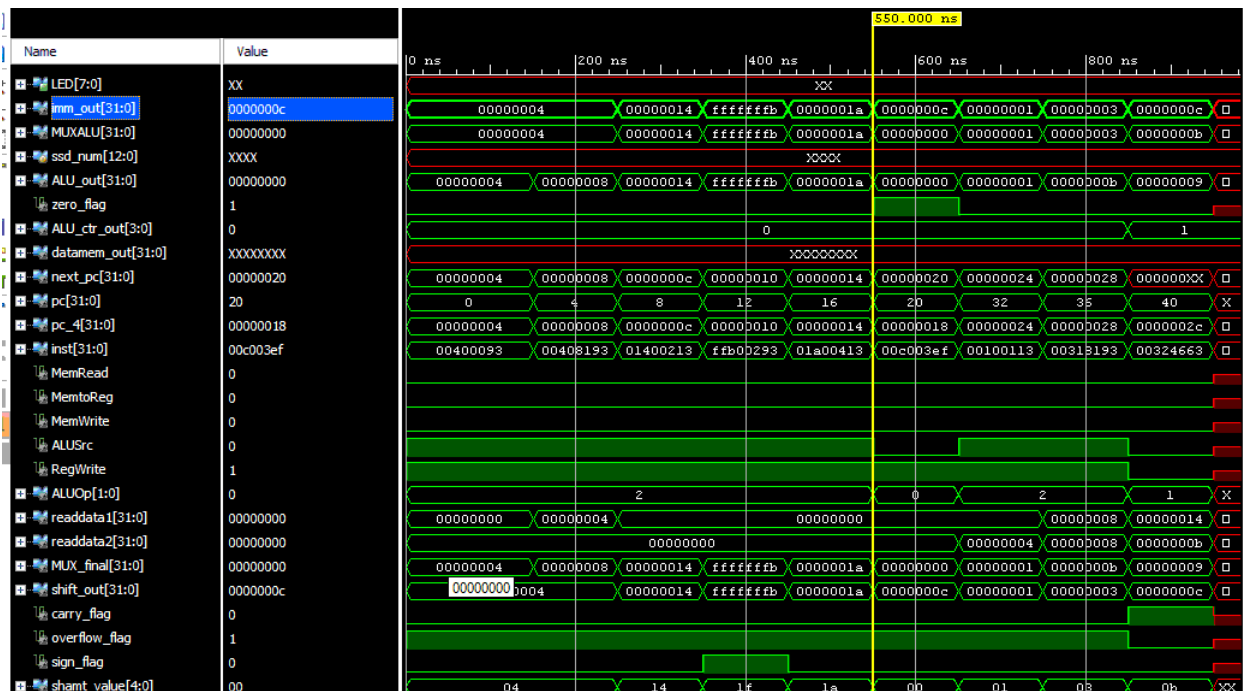 550.000 ns
Name Value
0 ns 200 ns 400 ns 600 ns 800 ns
LED[7:0] XX XX
imm_out[31:0] 0000000c 00000004 00000014 fffffffb 0000001a 0000000c 00000001 00000003 0000000c
MUXALU[31:0] 00000000 00000004 00000014 fffffffb 0000001a 00000000 00000001 00000003 0000000b
ssd_num[12:0] XXXX XXXX
ALU_out[31:0] 00000000 00000004 00000008 00000014 fffffffb 0000001a 00000000 00000001 0000000b 00000009
zero_flag 1
ALU_ctr_out[3:0] 0 0 1
datamem_out[31:0] XXXXXXXX XXXXXXXX
next_pc[31:0] 00000020 00000004 00000008 0000000c 00000010 00000014 00000020 00000024 00000028 000000XX
pc[31:0] 20 0 4 8 12 16 20 32 36 40 X
pc_4[31:0] 00000018 00000004 00000008 0000000c 00000010 00000014 00000018 00000024 00000028 0000002c
inst[31:0] 00c003ef 00400093 00408193 01400213 ffb00293 01a00413 00c003ef 00100113 00318193 00324663
MemRead 0
MemtoReg 0
MemWrite 0
ALUSrc 0
RegWrite 1
ALUOp[1:0] 0 2 0 2 1 X
readdata1[31:0] 00000000 00000000 00000004 00000000 00000008 00000014
readdata2[31:0] 00000000 00000000 00000004 00000008 0000000b
MUX_final[31:0] 00000000 00000004 00000008 00000014 fffffffb 0000001a 00000000 00000001 0000000b 00000009
shift_out[31:0] 0000000c 00000000 0004 00000014 fffffffb 0000001a 0000000c 00000001 00000003 0000000c
carry_flag 0
overflow_flag 1
sign_flag 0
shamt_value[4:0] 00 04 14 1f 1a 00 01 03 0b XX